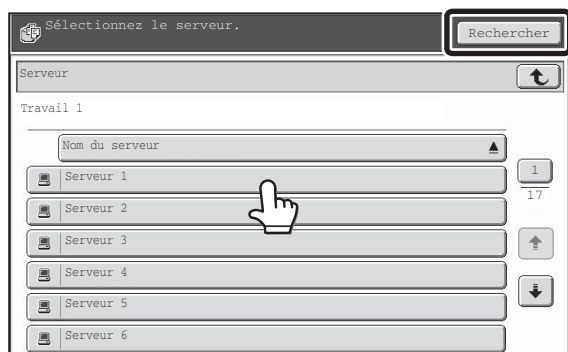 Sélectionnez le serveur.
Rechercher
Serveur
Travail 1
Nom du serveur
Serveur 1
1
17
Serveur 2
Serveur 3
Serveur 4
Serveur 5
Serveur 6